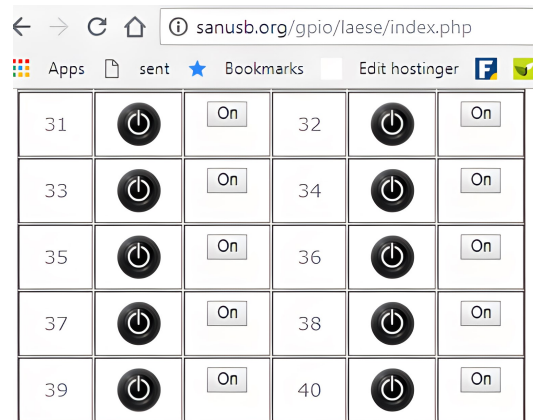 sanusb.org/gpio/laese/index.php
Apps sent Bookmarks Edit hostinger F
31 On 32 On
33 On 34 On
35 On 36 On
37 On 38 On
39 On 40 On